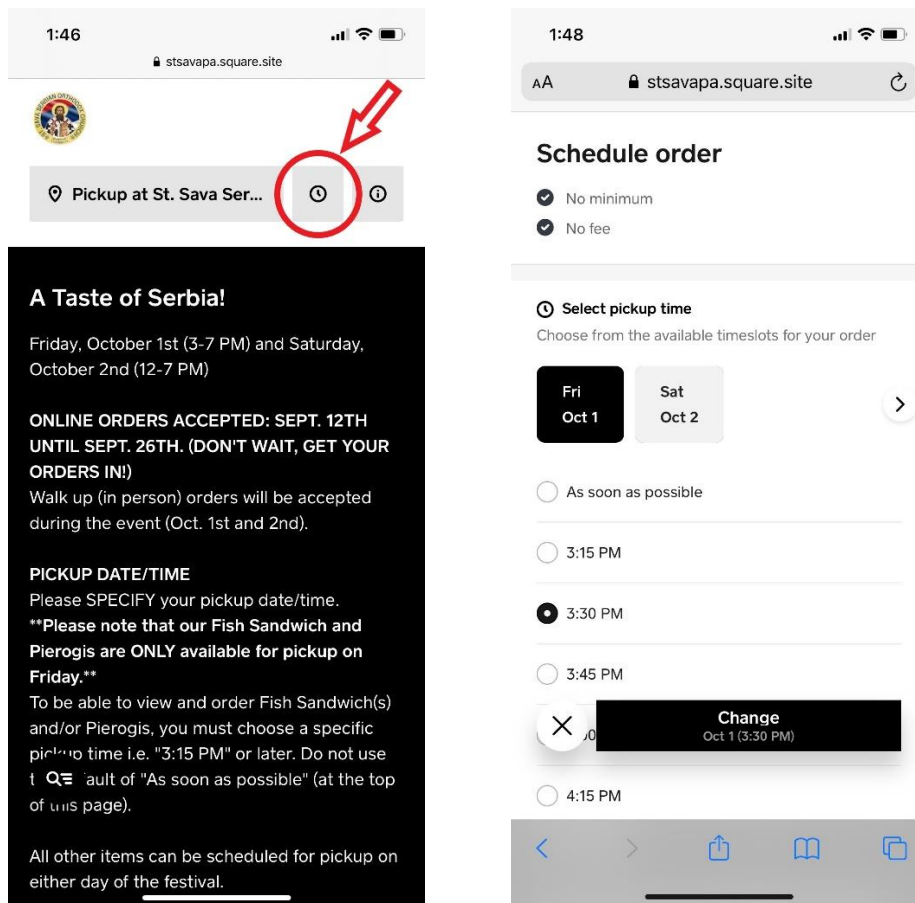 1:46
stsavapa.square.site
Pickup at St. Sava Ser...
A Taste of Serbia!
Friday, October 1st (3-7 PM) and Saturday,
October 2nd (12-7 PM)
ONLINE ORDERS ACCEPTED: SEPT. 12TH
UNTIL SEPT. 26TH. (DON'T WAIT, GET YOUR
ORDERS IN!)
Walk up (in person) orders will be accepted
during the event (Oct. 1st and 2nd).
PICKUP DATE/TIME
Please SPECIFY your pickup date/time.
**Please note that our Fish Sandwich and
Pierogis are ONLY available for pickup on
Friday.**
To be able to view and order Fish Sandwich(s)
and/or Pierogis, you must choose a specific
pickup time i.e. "3:15 PM" or later. Do not use
of "As soon as possible" (at the top
of this page).
All other items can be scheduled for pickup on
either day of the festival.
1:48
AA stsavapa.square.site
Schedule order
No minimum
No fee
Select pickup time
Choose from the available timeslots for your order
Fri
Oct 1
Sat
Oct 2
As soon as possible
3:15 PM
3:30 PM
3:45 PM
Change
Oct 1 (3:30 PM)
4:15 PM